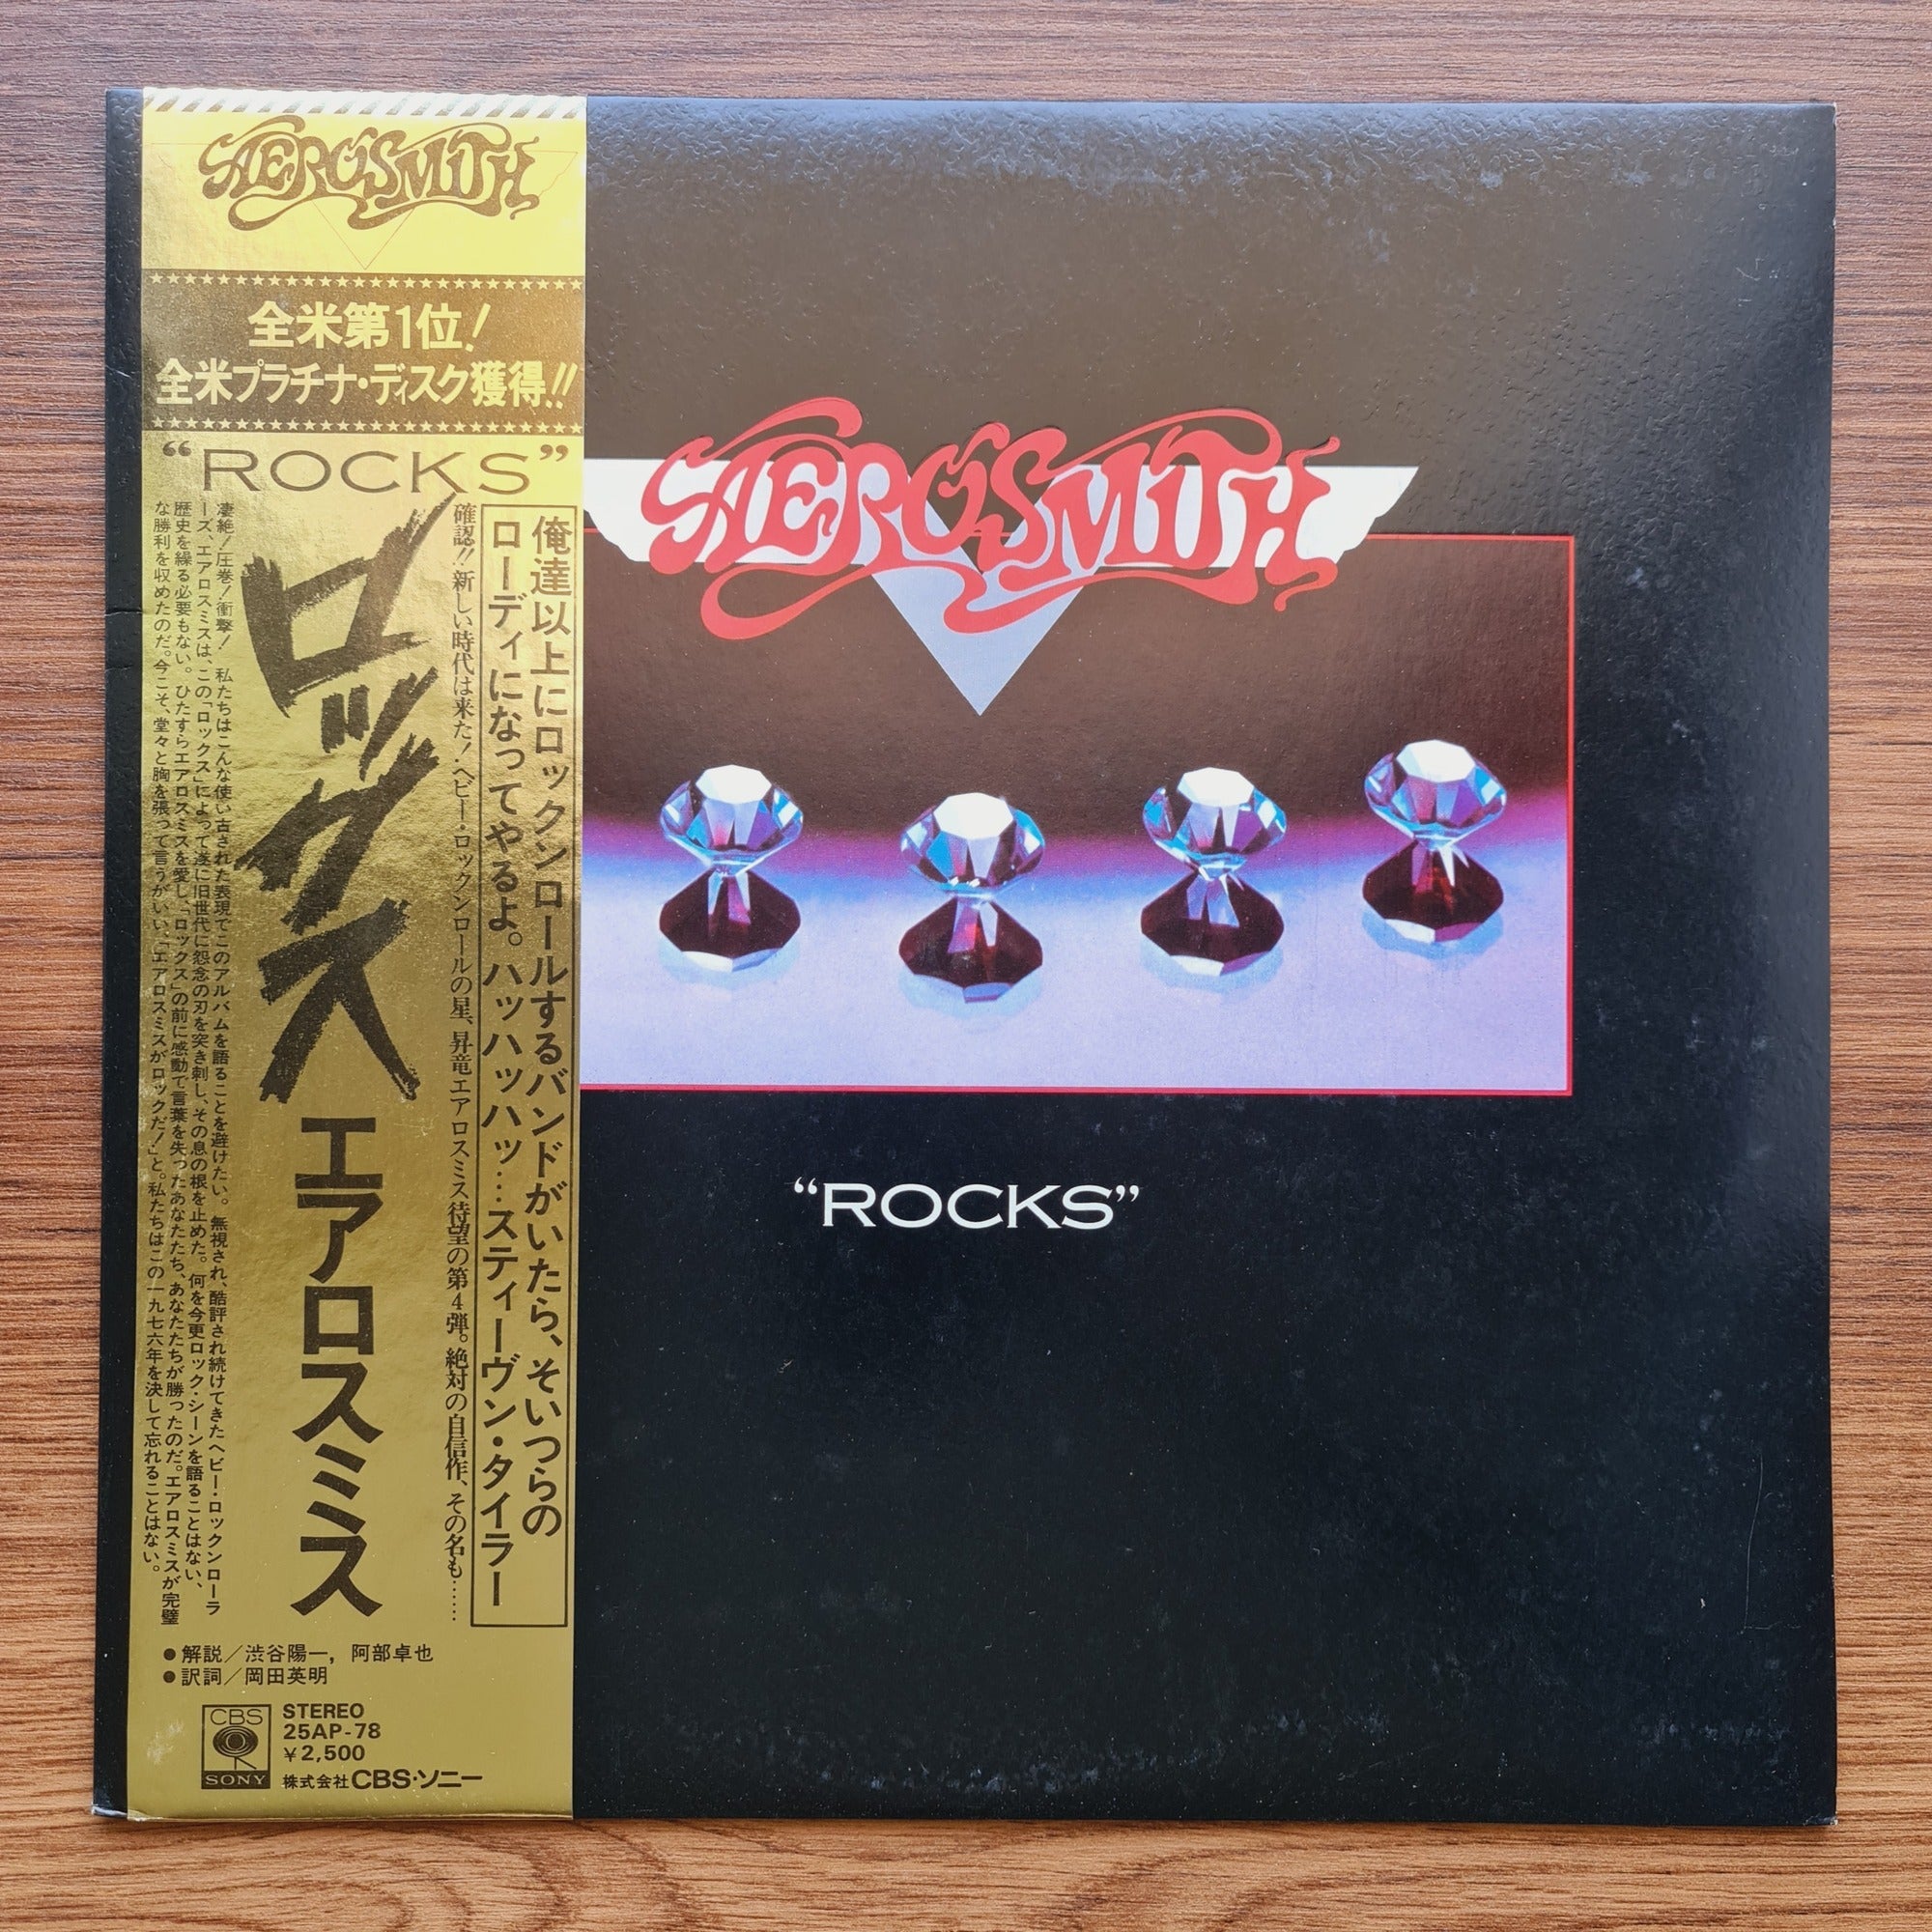 AEROSMITH
全米第1位!
全米プラチナ・ディスク獲得!!
“ROCKS”
俺達以上にロックンロールするバンドがいたら、そいつらの
ローディになってやるよ。ハッハッハッハッ…スティーヴン・タイラー
確認!!新しい時代は来た!ヘビー・ロックンロールの星、昇竜エアロスミス待望の第4弾。絶対の自信作、その名も……
ロックス
エアロスミス
凄絶!圧巻!衝撃! 私たちはこんな使い古された表現でこのアルバムを語ることを避けたい。無視され、酷評され続けてきたヘビー・ロックンローラ
ーズ、エアロスミスは、この「ロックス」によって遂に旧世代に怨念の刃を突き刺し、その息の根を止めた。何を今更ロック・シーンを語ることはない、
歴史を繰る必要もない。ひたすらエアロスミスを愛し、「ロックス」の前に感動で言葉を失ったあなたたち、あなたたちが勝ったのだ。エアロスミスが完璧
な勝利を収めたのだ。今こそ、堂々と胸を張って言うがいい、「エアロスミスがロックだ!」と。私たちはこの一九七六年を決して忘れることはない。
●解説/渋谷陽一, 阿部卓也
●訳詞/岡田英明
CBS
SONY
STEREO
25AP-78
¥2,500
株式会社CBS・ソニー
AEROSMITH
“ROCKS”